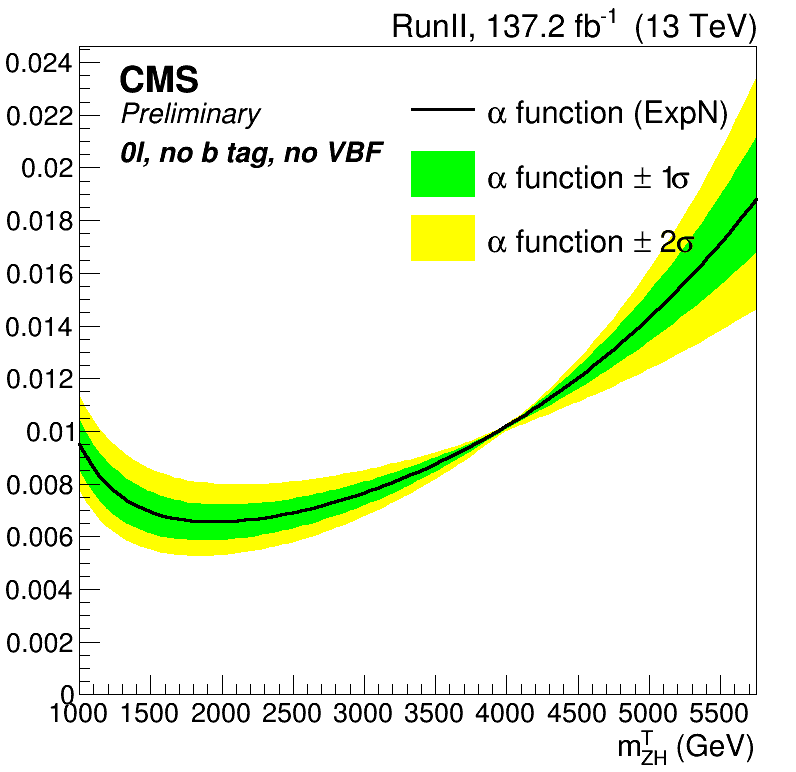 RunII, 137.2 fb-1 (13 TeV)
CMS
Preliminary
0l, no b tag, no VBF
α function (ExpN)
α function ± 1σ
α function ± 2σ
0.024
0.022
0.02
0.018
0.016
0.014
0.012
0.01
0.008
0.006
0.004
0.002
0
1000 1500 2000 2500 3000 3500 4000 4500 5000 5500
m^T_ZH (GeV)